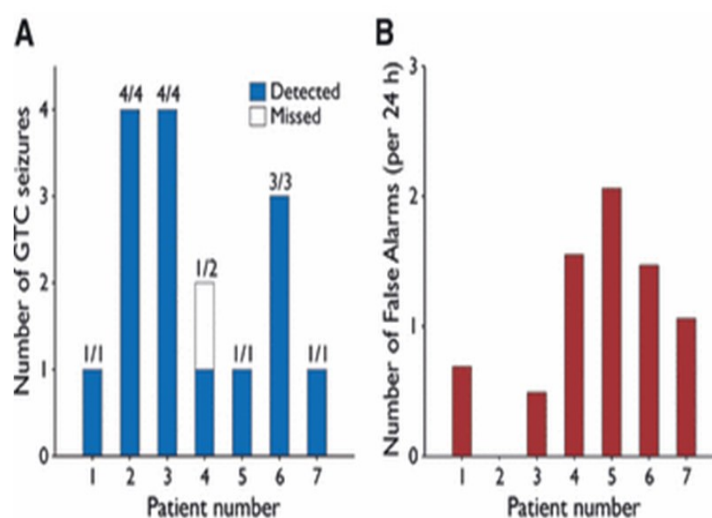 A
Number of GTC seizures
4
3
2
1
0
4/4 4/4
Detected
Missed
3/3
1/2
1/1 1/1 1/1
1 2 3 4 5 6 7
Patient number
B
Number of False Alarms (per 24 h)
3
2
1
0
1 2 3 4 5 6 7
Patient number